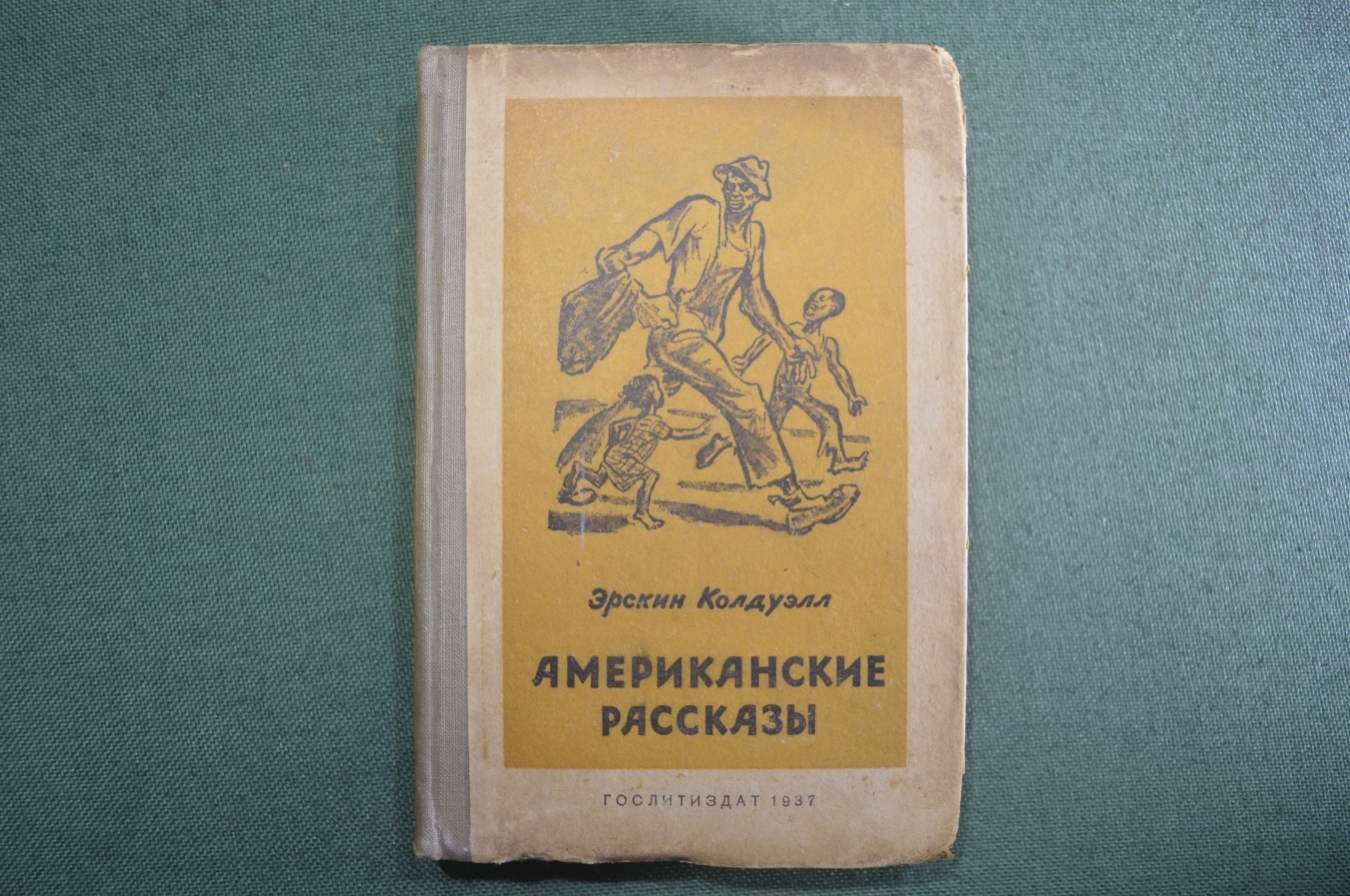 Эрскин Колдуэлл
АМЕРИКАНСКИЕ
РАССКАЗЫ
ГОСЛИТИЗДАТ 1937